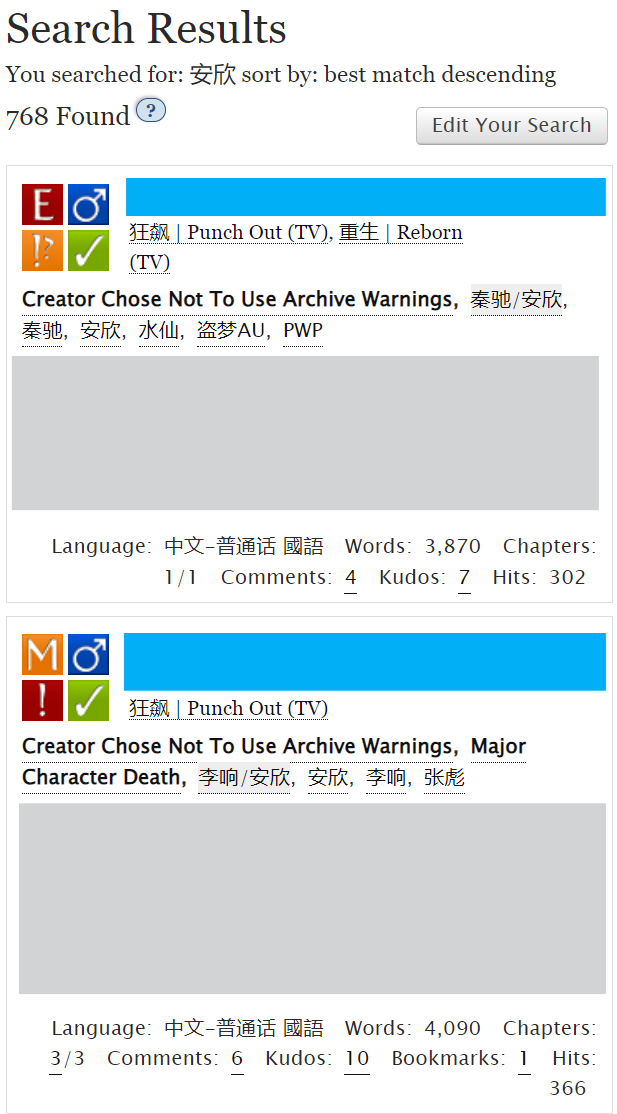 Search Results
You searched for: 安欣 sort by: best match descending
768 Found ?
Edit Your Search
E
狂飙 | Punch Out (TV), 重生 | Reborn
!?
(TV)
Creator Chose Not To Use Archive Warnings, 秦驰/安欣,
秦驰, 安欣, 水仙, 盗梦AU, PWP
Language: 中文-普通话 國語 Words: 3,870 Chapters:
1/1 Comments: 4 Kudos: 7 Hits: 302
M
!
狂飙 | Punch Out (TV)
Creator Chose Not To Use Archive Warnings, Major
Character Death, 李响/安欣, 安欣, 李响, 张彪
Language: 中文-普通话 國語 Words: 4,090 Chapters:
3/3 Comments: 6 Kudos: 10 Bookmarks: 1 Hits:
366